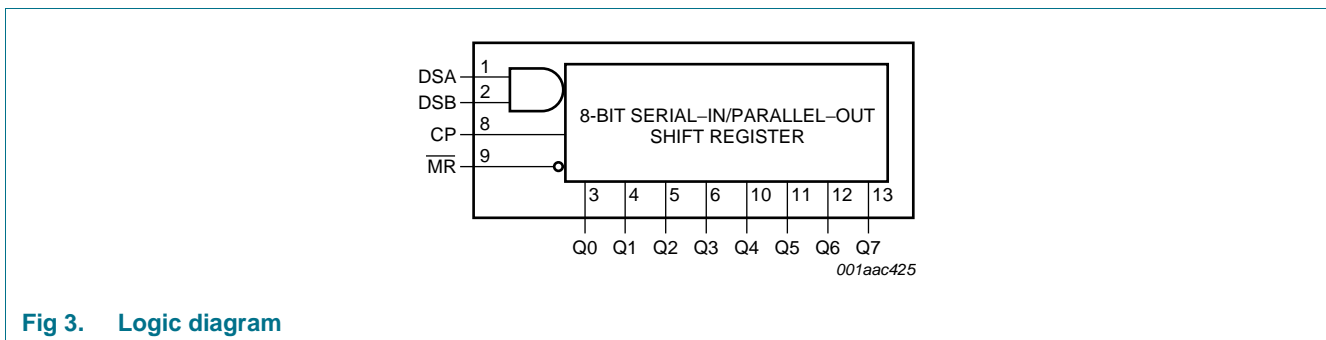 DSA 1
DSB 2
CP 8
M̅R̅ 9
8-BIT SERIAL−IN/PARALLEL−OUT
SHIFT REGISTER
3 4 5 6 10 11 12 13
Q0 Q1 Q2 Q3 Q4 Q5 Q6 Q7
001aac425
Fig 3. Logic diagram